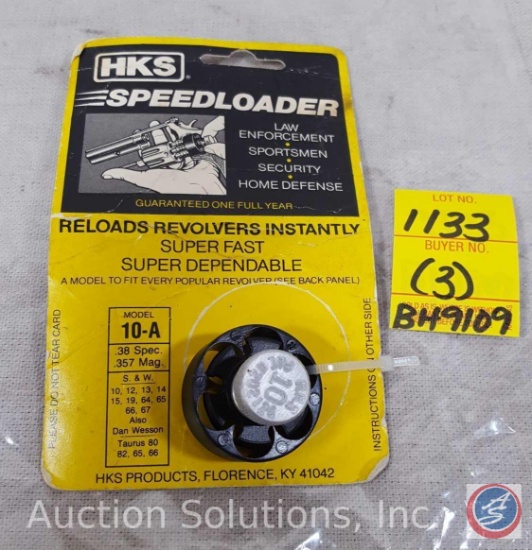 HKS
SPEEDLOADER
LAW
ENFORCEMENT
SPORTSMEN
SECURITY
HOME DEFENSE
GUARANTEED ONE FULL YEAR
RELOADS REVOLVERS INSTANTLY
SUPER FAST
SUPER DEPENDABLE
A MODEL TO FIT EVERY POPULAR REVOLVER (SEE BACK PANEL)
PLEASE DO NOT TEAR CARD
MODEL
10-A
.38 Spec.
.357 Mag.
S. & W.
10, 12, 13, 14
15, 19, 64, 65
66, 67
Also
Dan Wesson
Taurus 80
82, 65, 66
10
INSTRUCTIONS ON OTHER SIDE
HKS PRODUCTS, FLORENCE, KY 41042
LOT NO.
1133
BUYER NO.
(3)
BH9109
Auction Solutions, Inc.
AS